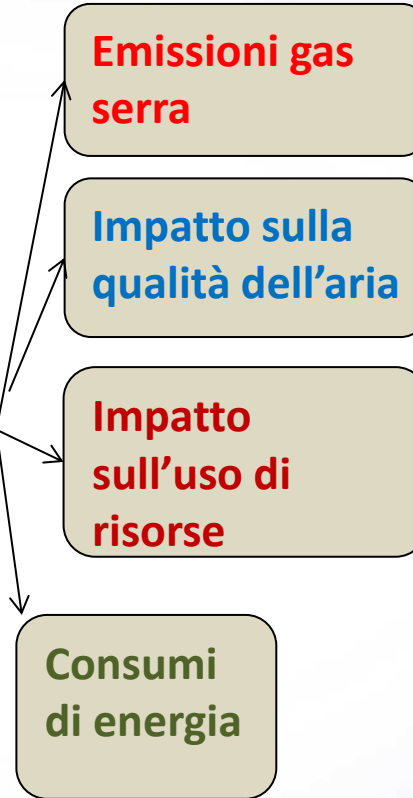 Emissioni gas
serra
Impatto sulla
qualità dell’aria
Impatto
sull’uso di
risorse
Consumi
di energia